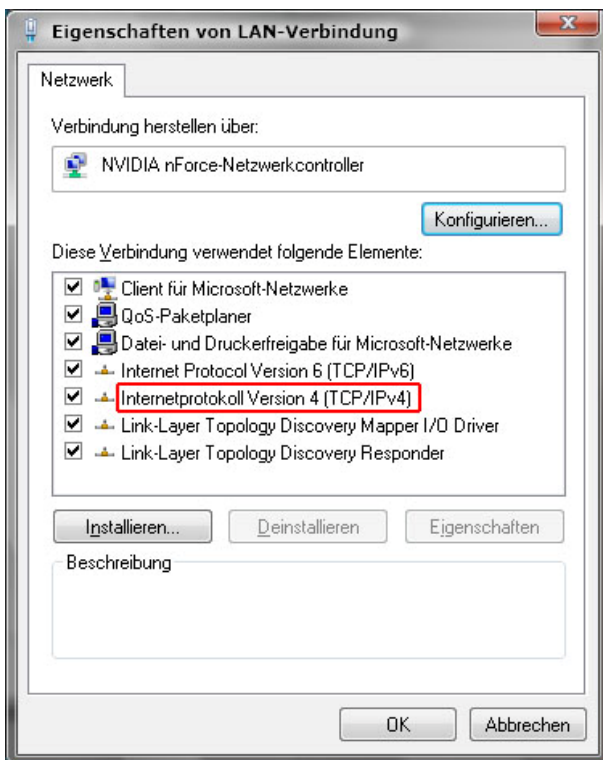 Eigenschaften von LAN-Verbindung
Netzwerk
Verbindung herstellen über:
NVIDIA nForce-Netzwerkcontroller
Konfigurieren...
Diese Verbindung verwendet folgende Elemente:
Client für Microsoft-Netzwerke
QoS-Paketplaner
Datei- und Druckerfreigabe für Microsoft-Netzwerke
Internet Protocol Version 6 (TCP/IPv6)
Internetprotokoll Version 4 (TCP/IPv4)
Link-Layer Topology Discovery Mapper I/O Driver
Link-Layer Topology Discovery Responder
Installieren... Deinstallieren Eigenschaften
Beschreibung
OK Abbrechen